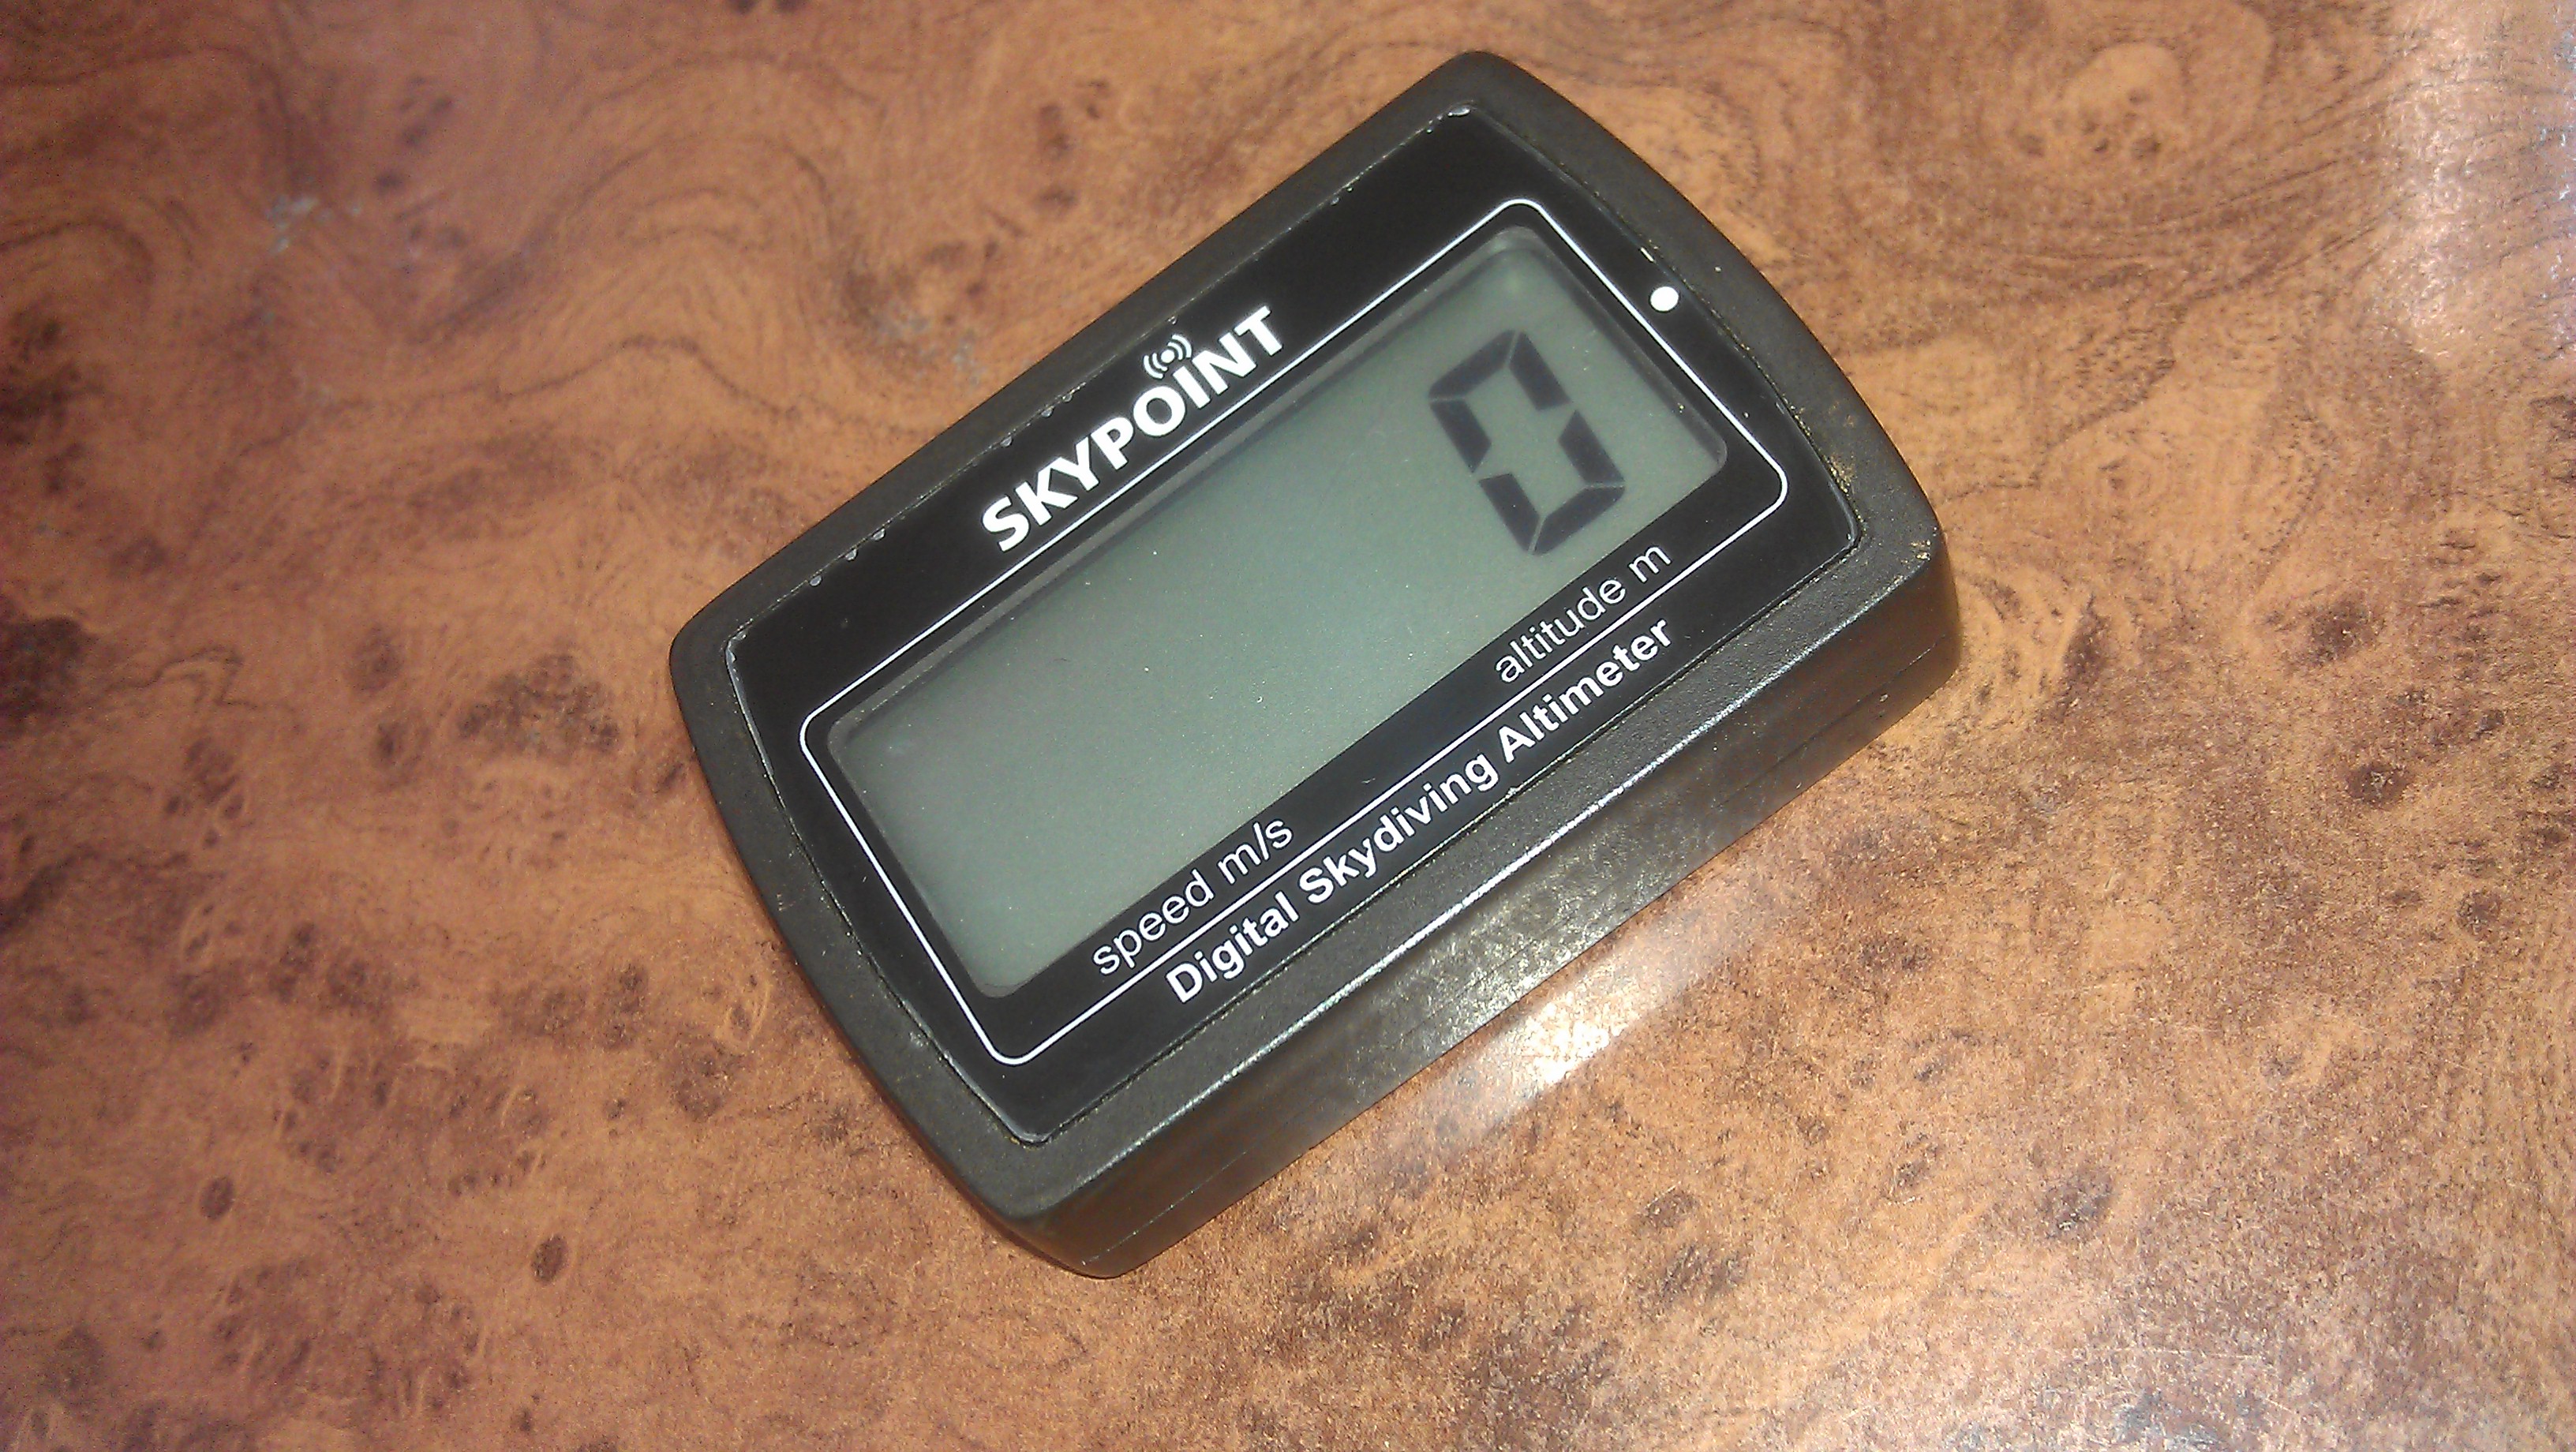 SKYPOINT
0
speed m/s altitude m
Digital Skydiving Altimeter